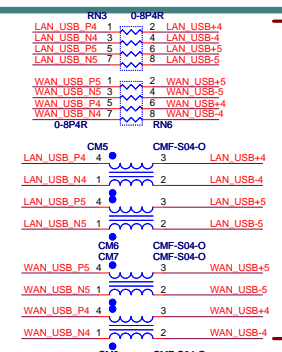 RN3 0-8P4R
LAN_USB_P4 1 2 LAN_USB+4
LAN_USB_N4 3 4 LAN_USB-4
LAN_USB_P5 5 6 LAN_USB+5
LAN_USB_N5 7 8 LAN_USB-5
WAN_USB_P5 1 2 WAN_USB+5
WAN_USB_N5 3 4 WAN_USB-5
WAN_USB_P4 5 6 WAN_USB+4
WAN_USB_N4 7 8 WAN_USB-4
0-8P4R RN6
CM5 CMF-S04-O
LAN_USB_P4 4 3 LAN_USB+4
LAN_USB_N4 1 2 LAN_USB-4
LAN_USB_P5 4 3 LAN_USB+5
LAN_USB_N5 1 2 LAN_USB-5
CM6 CMF-S04-O
CM7 CMF-S04-O
WAN_USB_P5 4 3 WAN_USB+5
WAN_USB_N5 1 2 WAN_USB-5
WAN_USB_P4 4 3 WAN_USB+4
WAN_USB_N4 1 2 WAN_USB-4